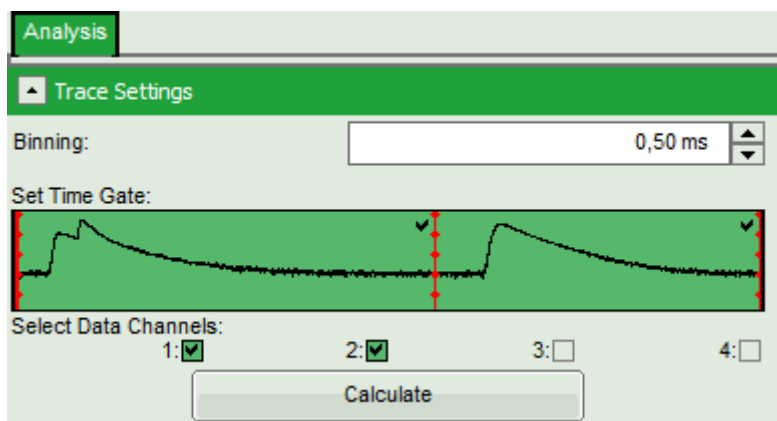 Analysis
Trace Settings
Binning: 0,50 ms
Set Time Gate:
Select Data Channels:
1: 2: 3: 4:
Calculate